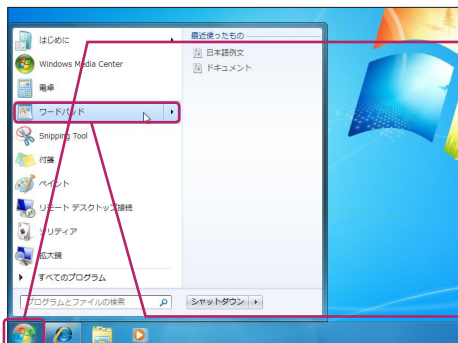 はじめに
Windows Media Center
電卓
ワードパッド
Snipping Tool
付箋
ペイント
リモート デスクトップ接続
ソリティア
拡大鏡
すべてのプログラム
プログラムとファイルの検索
最近使ったもの
日本語例文
ドキュメント
シャットダウン